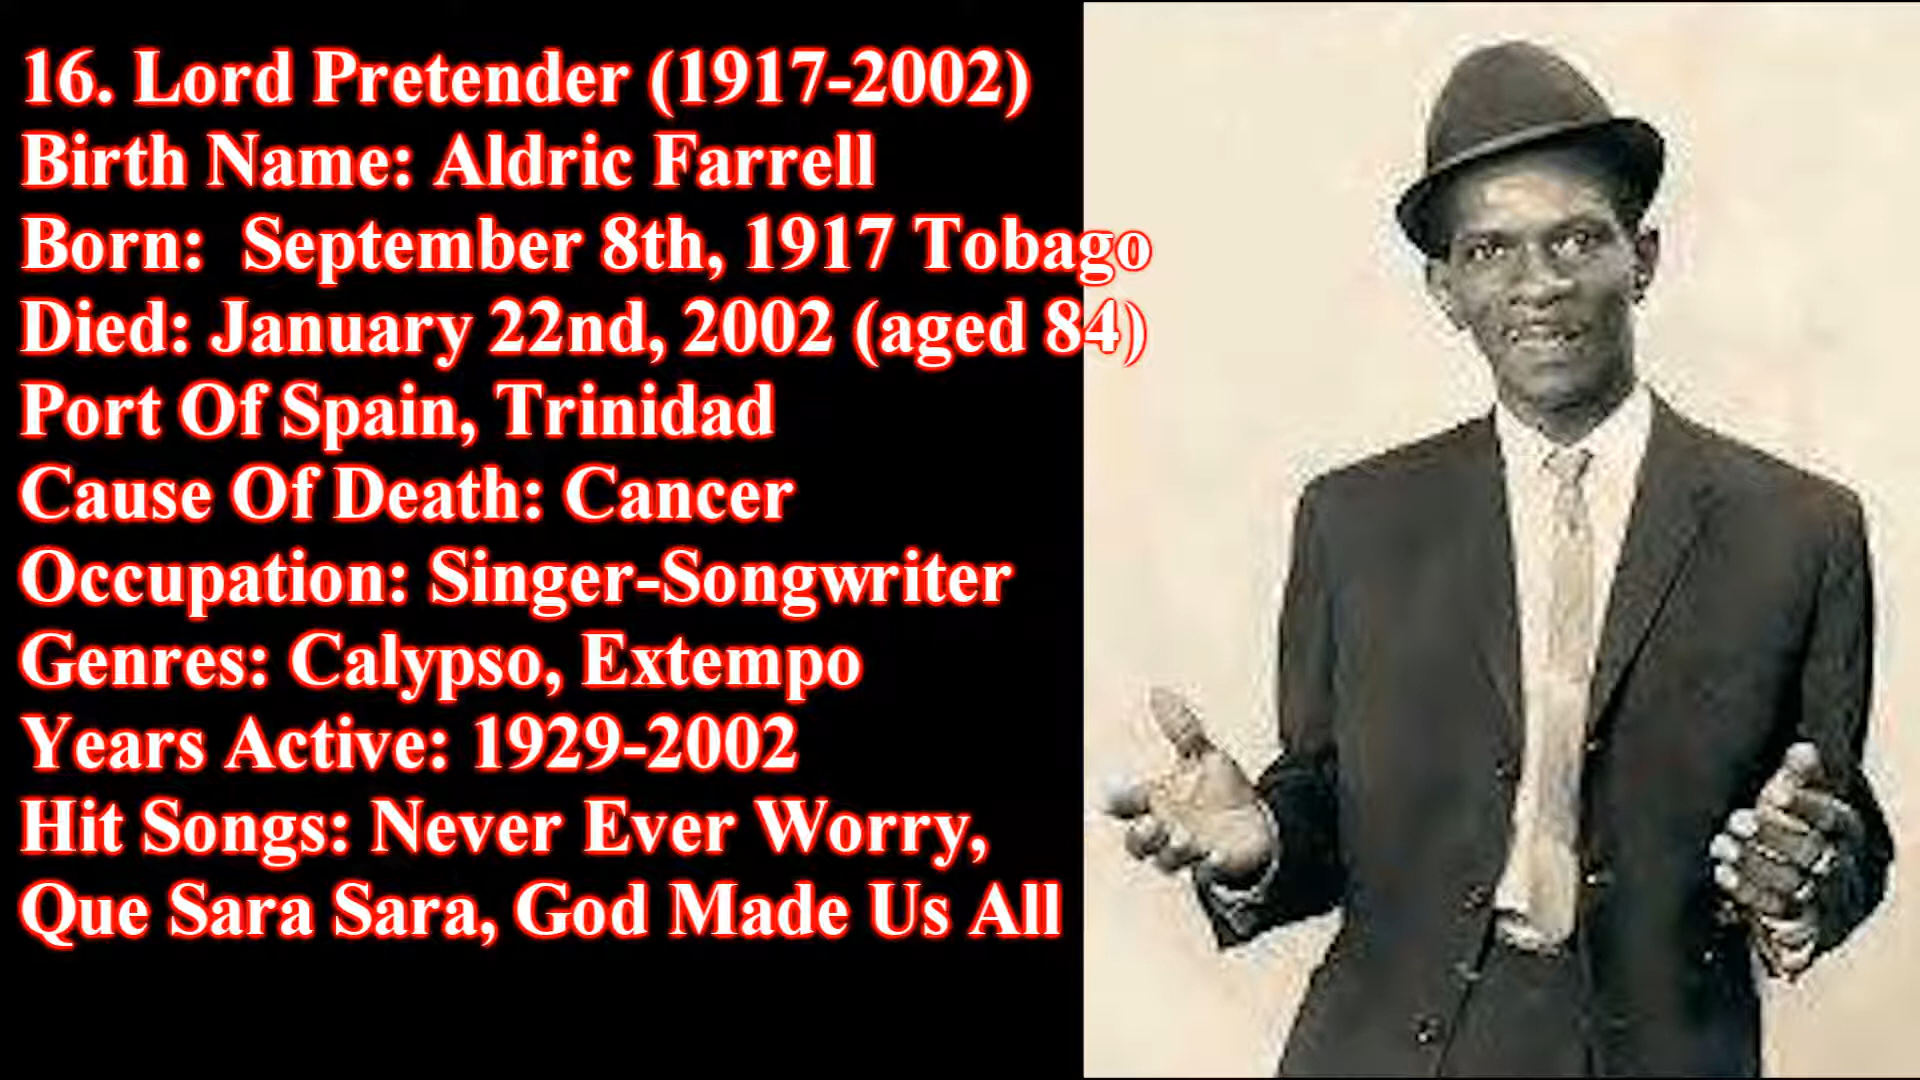 16. Lord Pretender (1917-2002)
Birth Name: Aldric Farrell
Born:  September 8th, 1917 Tobago
Died: January 22nd, 2002 (aged 84)
Port Of Spain, Trinidad
Cause Of Death: Cancer
Occupation: Singer-Songwriter
Genres: Calypso, Extempo
Years Active: 1929-2002
Hit Songs: Never Ever Worry,
Que Sara Sara, God Made Us All